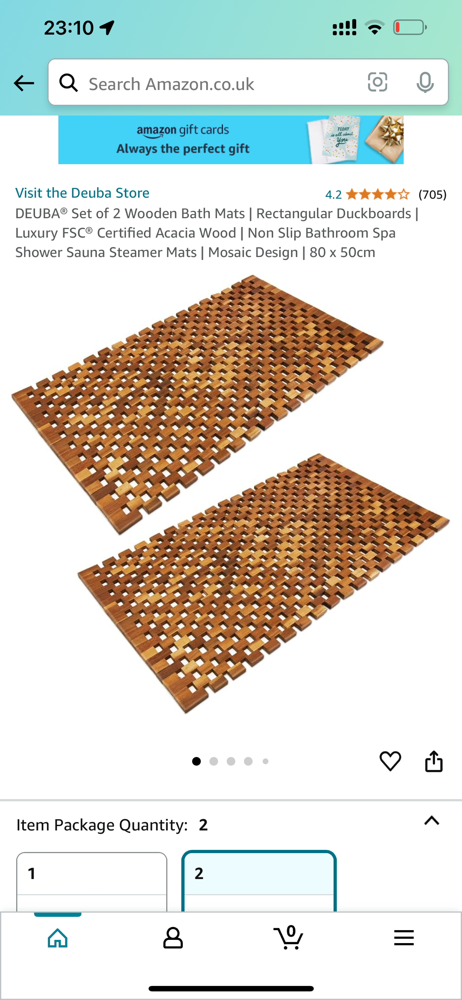 23:10
Search Amazon.co.uk
amazon gift cards
Always the perfect gift
TODAY
is all about
You
Visit the Deuba Store
4.2 (705)
DEUBA® Set of 2 Wooden Bath Mats | Rectangular Duckboards |
Luxury FSC® Certified Acacia Wood | Non Slip Bathroom Spa
Shower Sauna Steamer Mats | Mosaic Design | 80 x 50cm
Item Package Quantity: 2
1
2
0